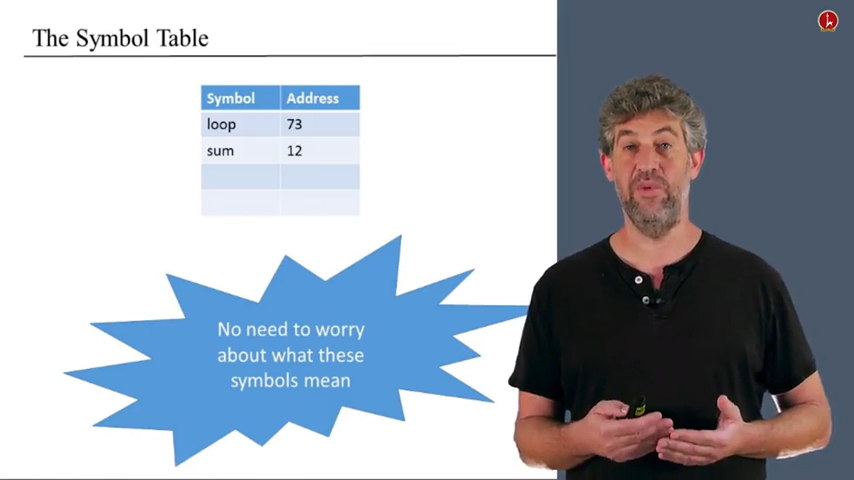 The Symbol Table
Symbol Address
loop 73
sum 12
No need to worry
about what these
symbols mean